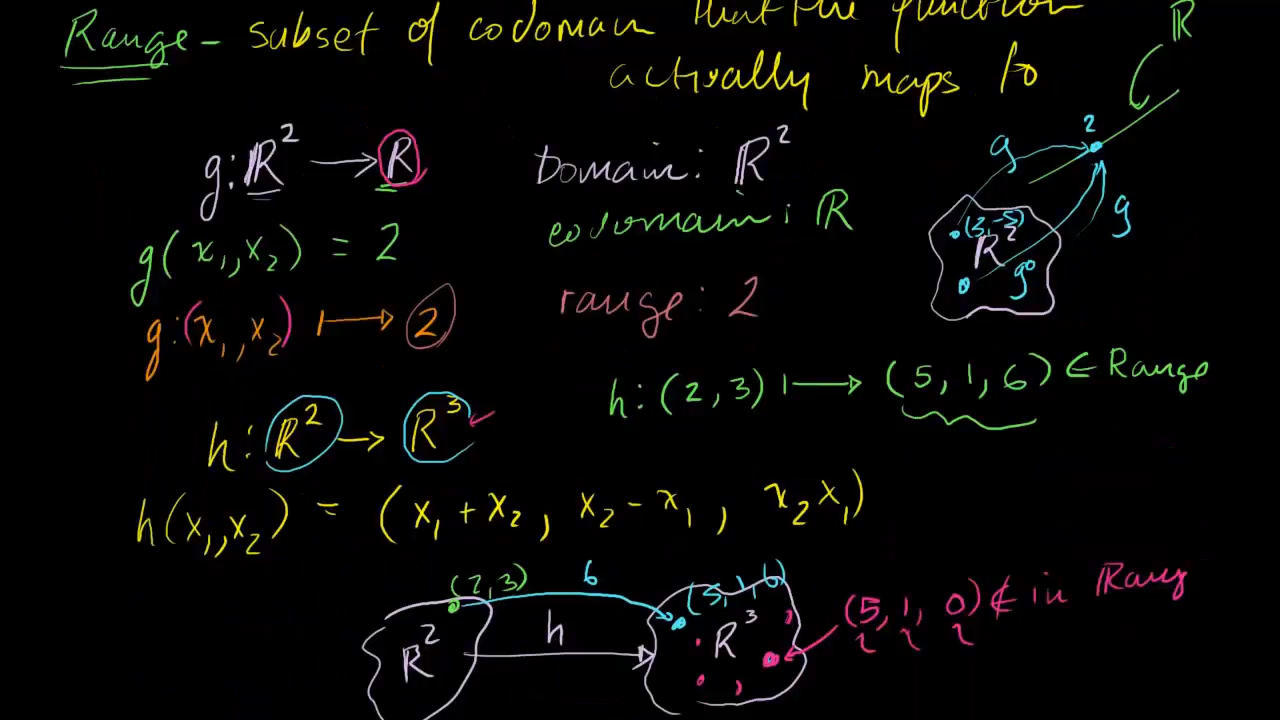 Range - subset of codomain that the function
actually maps to
ℝ
g: ℝ² → ℝ
Domain: ℝ²
g
2
g(x₁, x₂) = 2
codomain: ℝ
(3, -5)
ℝ²
g
g: (x₁, x₂) ↦ 2
range: 2
h: (2, 3) ↦ (5, 1, 6) ∈ Range
h: ℝ² → ℝ³
h(x₁, x₂) = (x₁ + x₂, x₂ - x₁, x₂x₁)
(2, 3)
6
(5, 1, 6)
(5, 1, 0) ∉ in
ℝ²
h
ℝ³